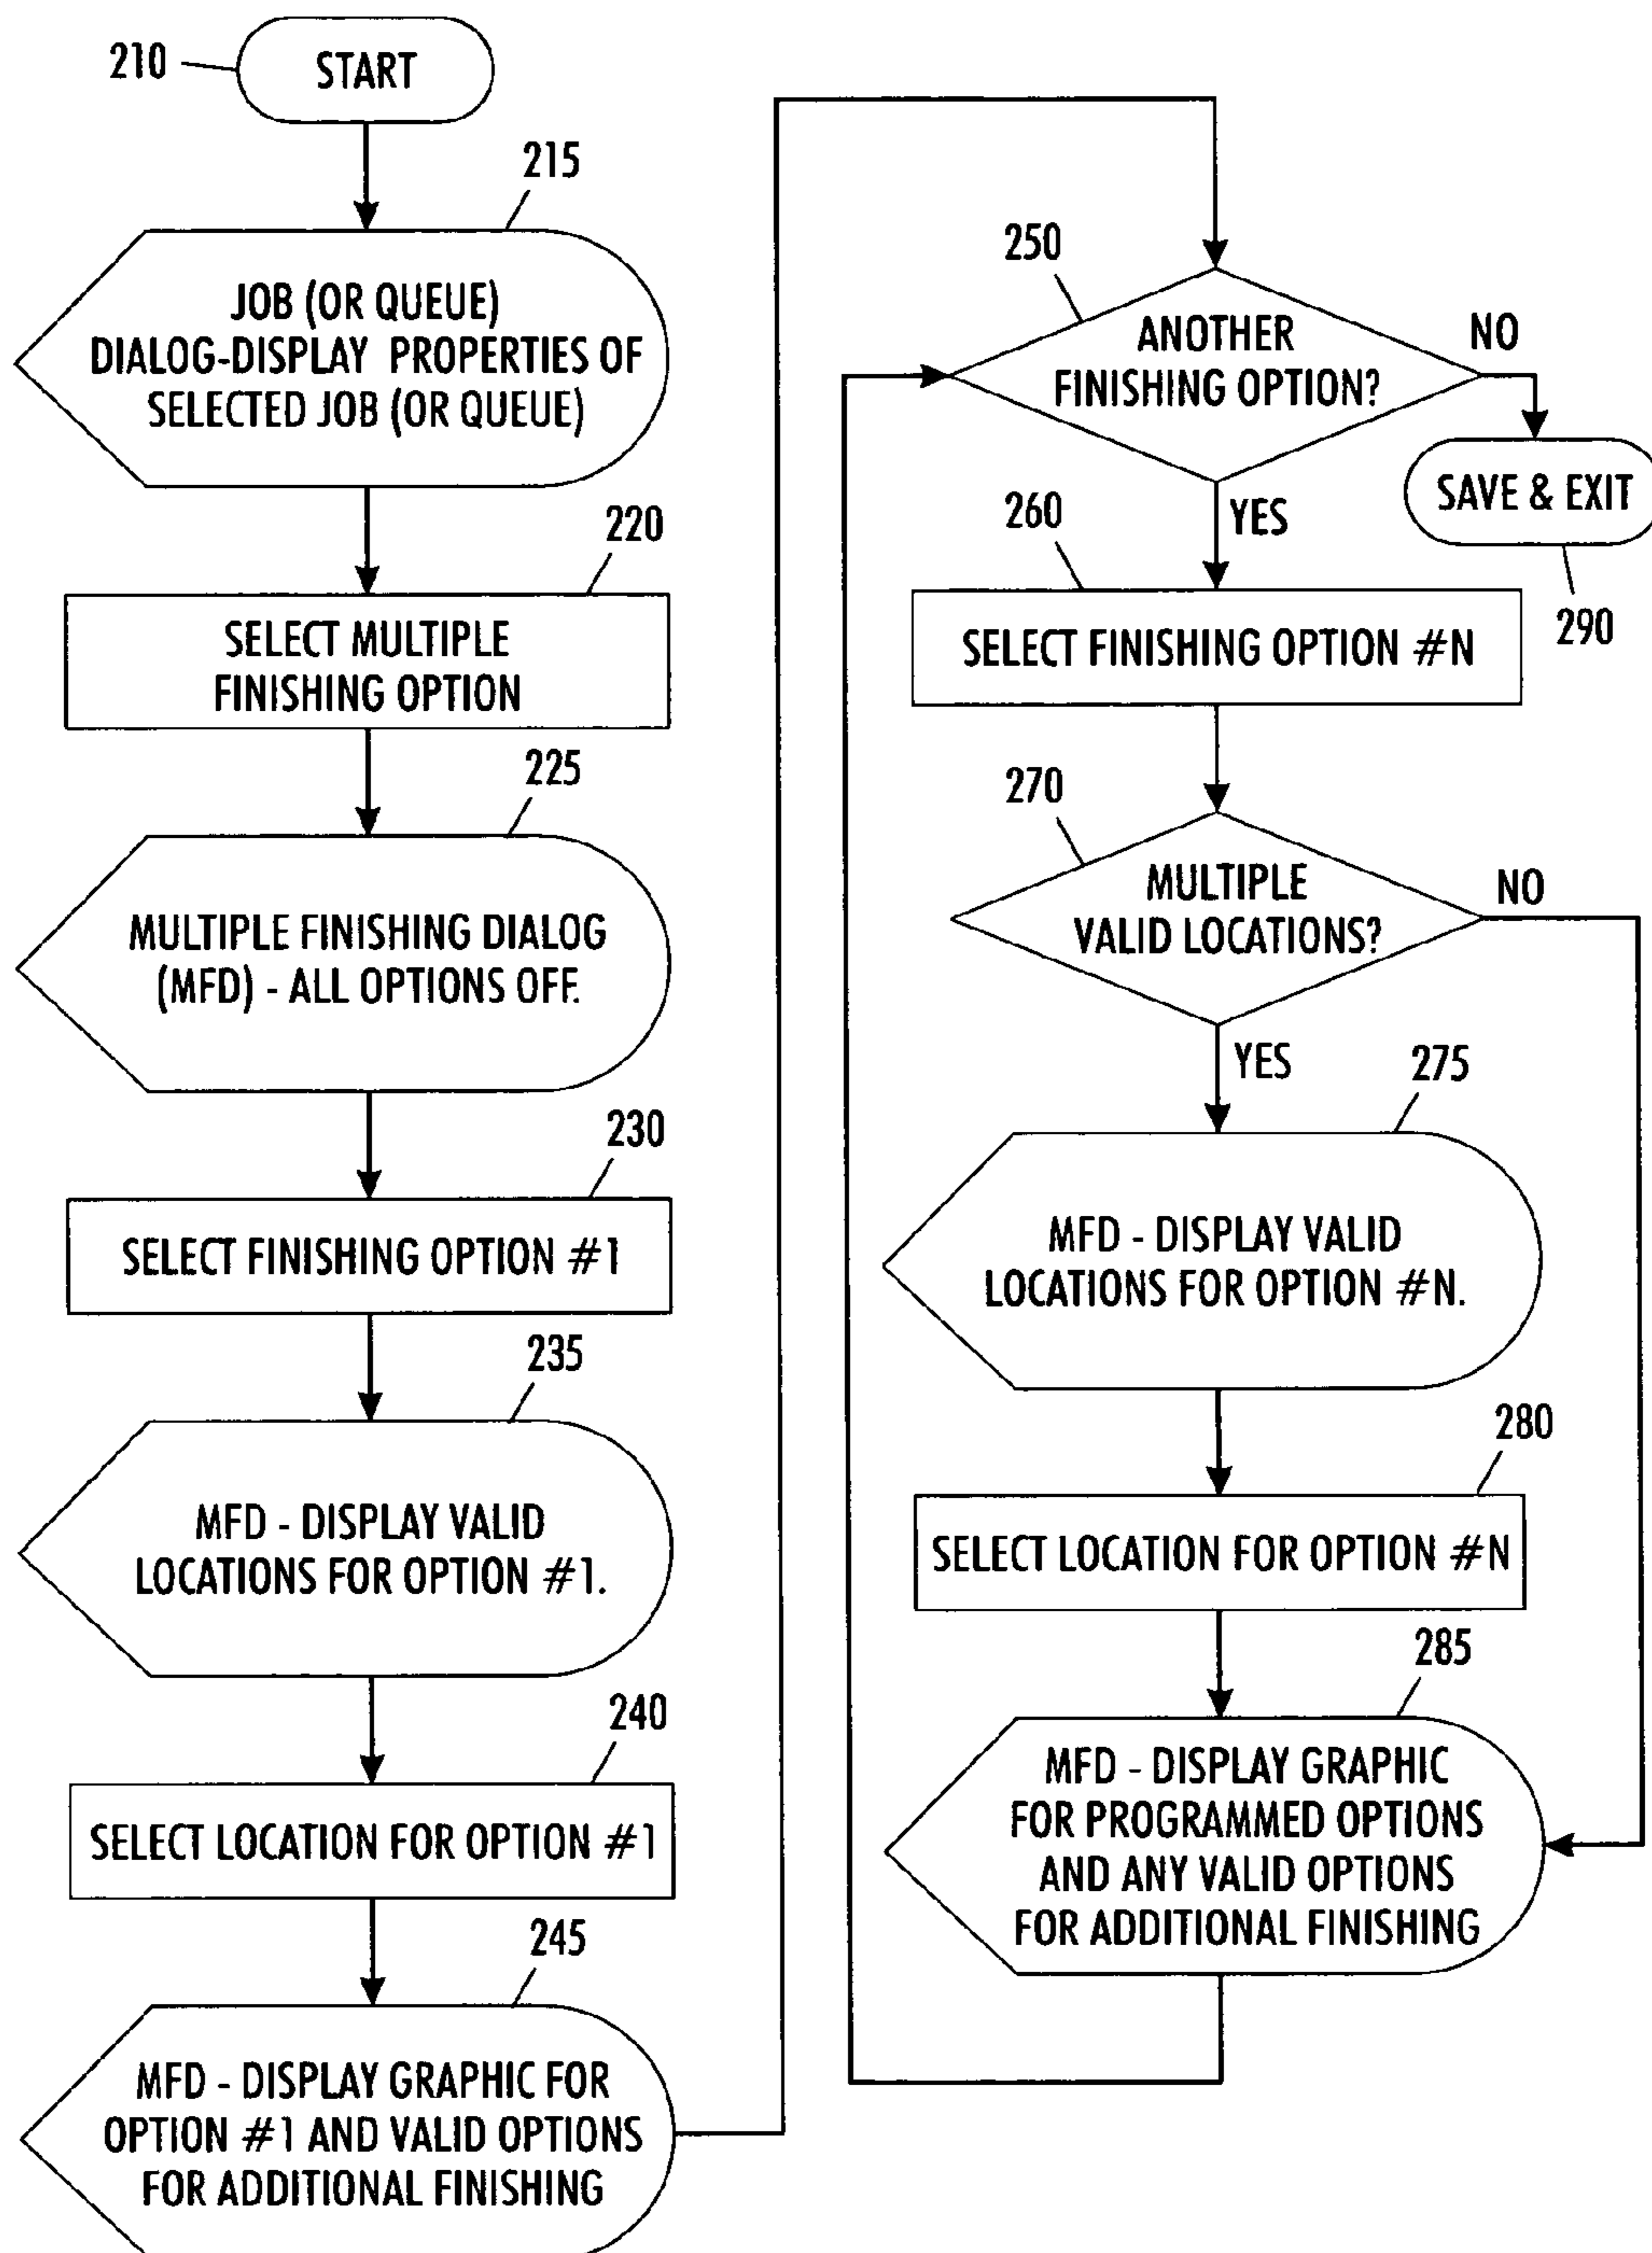 210
START
215
JOB (OR QUEUE)
DIALOG-DISPLAY PROPERTIES OF
SELECTED JOB (OR QUEUE)
220
SELECT MULTIPLE
FINISHING OPTION
225
MULTIPLE FINISHING DIALOG
(MFD) - ALL OPTIONS OFF.
230
SELECT FINISHING OPTION #1
235
MFD - DISPLAY VALID
LOCATIONS FOR OPTION #1.
240
SELECT LOCATION FOR OPTION #1
245
MFD - DISPLAY GRAPHIC FOR
OPTION #1 AND VALID OPTIONS
FOR ADDITIONAL FINISHING
250
ANOTHER
FINISHING OPTION?
NO
SAVE & EXIT
290
YES
260
SELECT FINISHING OPTION #N
270
MULTIPLE
VALID LOCATIONS?
NO
YES
275
MFD - DISPLAY VALID
LOCATIONS FOR OPTION #N.
280
SELECT LOCATION FOR OPTION #N
285
MFD - DISPLAY GRAPHIC
FOR PROGRAMMED OPTIONS
AND ANY VALID OPTIONS
FOR ADDITIONAL FINISHING